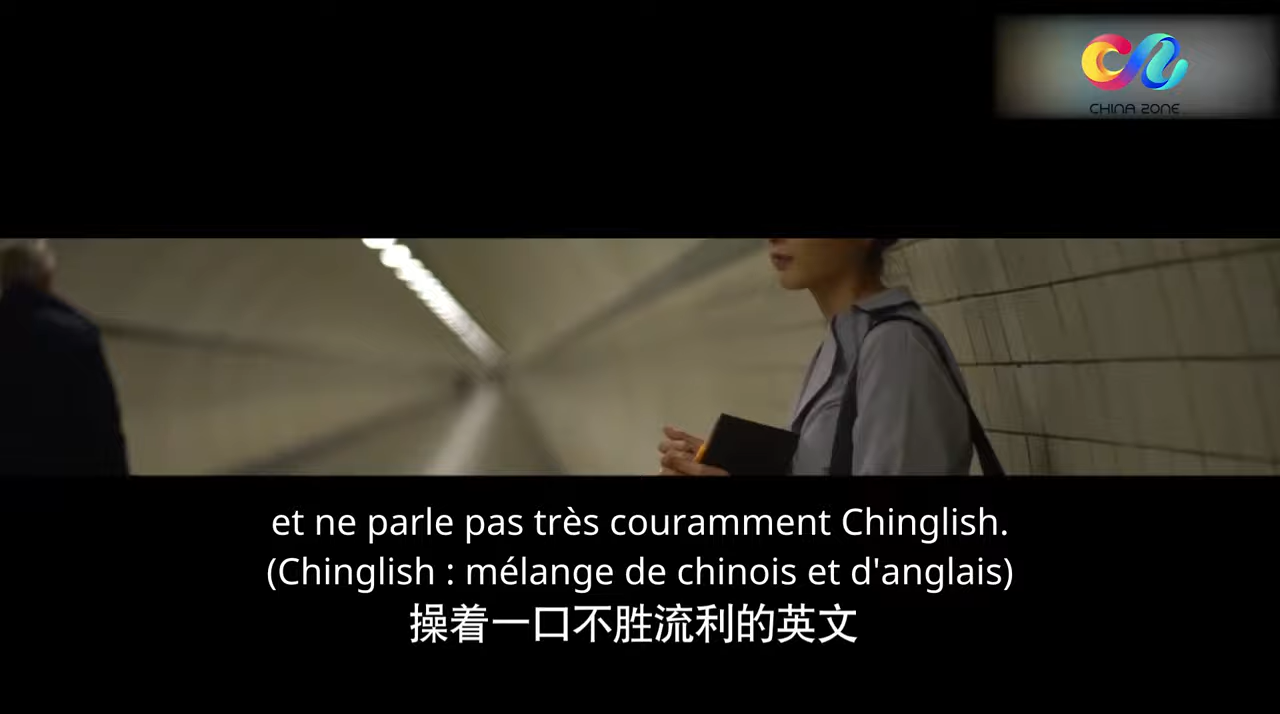 CHINA ZONE
et ne parle pas très couramment Chinglish.
(Chinglish : mélange de chinois et d'anglais)
操着一口不胜流利的英文